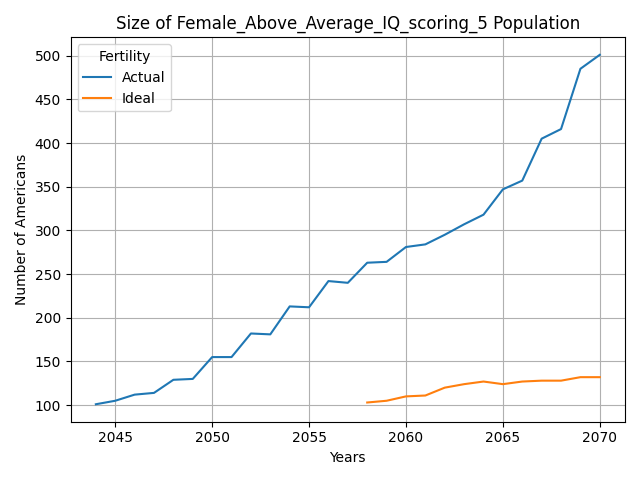 Size of Female_Above_Average_IQ_scoring_5 Population
Fertility
Actual
Ideal
500
450
400
350
300
250
200
150
100
Number of Americans
2045
2050
2055
2060
2065
2070
Years